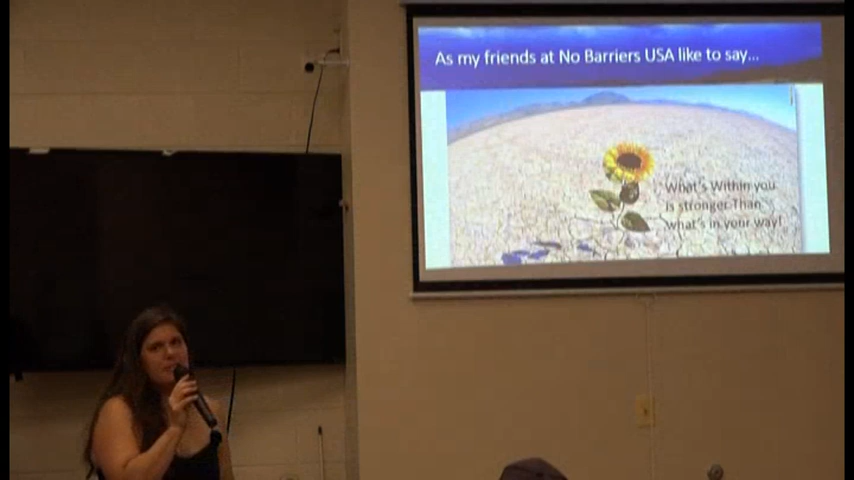 As my friends at No Barriers USA like to say...
What's Within you
is stronger Than
what's in your way!